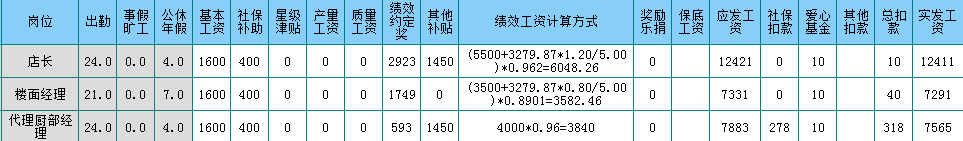 岗位 出勤 事假旷工 公休年假 基本工资 社保补助 星级津贴 产量工资 质量工资 绩效约定奖 其他补贴 绩效工资计算方式 奖励乐捐 保底工资 应发工资 社保扣款 爱心基金 其他扣款 总扣款 实发工资
店长 24.0 0.0 4.0 1600 400 0 0 0 2923 1450 (5500+3279.87*1.20/5.00)*0.962=6048.26 0 12421 0 10 10 12411
楼面经理 21.0 0.0 7.0 1600 400 0 0 0 1749 0 (3500+3279.87*0.80/5.00)*0.8901=3582.46 0 7331 0 10 40 7291
代理厨部经理 24.0 0.0 4.0 1600 400 0 0 0 593 1450 4000*0.96=3840 0 7883 278 10 318 7565